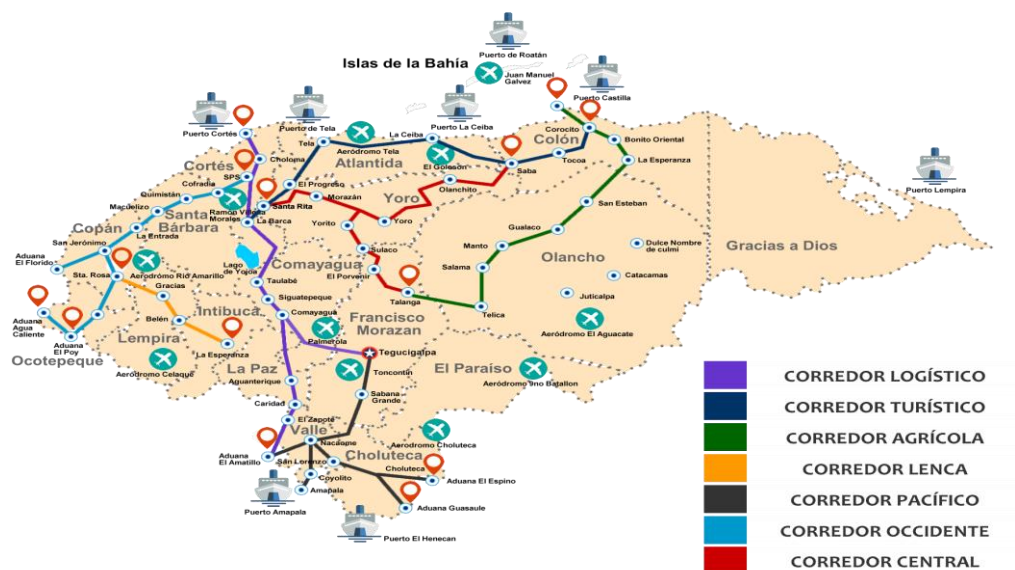 Puerto de Roatán
Islas de la Bahía
Juan Manuel
Galvez
Puerto Castilla
Puerto Cortés
Puerto de Tela
Puerto La Ceiba
Puerto Lempira
Tela
Aeródromo Tela
La Ceiba
El Goloson
Corocito
Colón
Bonito Oriental
Choloma
Cortés
Atlantida
Saba
Tocoa
La Esperanza
SPS
Cofradia
Quimistán
El Progreso
Olanchito
Yoro
Macuelizo
Ramón Villeda
Morales
Santa Rita
Morazán
San Esteban
Santa
Bárbara
Copán
La Entrada
La Barca
Yorito
Yoro
Gualaco
San Jerónimo
Sulaco
Manto
Dulce Nombre
de culmi
Gracias a Dios
Aduana
El Florido
Sta. Rosa
Aeródromo Río Amarillo
Lago
de Yojoa
Comayagua
El Porvenir
Salama
Olancho
Catacamas
Taulabé
Gracias
Siguatepeque
Talanga
Juticalpa
Telica
Aduana
Agua
Caliente
Intibuca
Comayagua
Francisco
Morazan
Belén
Lempira
Palmerola
Aeródromo El Aguacate
Aduana
El Poy
Ocotepeque
La Esperanza
Tegucigalpa
Aeródromo Celaque
La Paz
Toncontín
El Paraíso
Aeródromo Jno Batallon
Aguanterique
Sabana
Grande
Caridad
El Zapote
Valle
Nacaome
Aerodromo Choluteca
Aduana
El Amatillo
San Lorenzo
Choluteca
Choluteca
Coyolito
Aduana El Espino
Amapala
Puerto Amapala
Aduana Guasaule
Puerto El Henecan
CORREDOR LOGÍSTICO
CORREDOR TURÍSTICO
CORREDOR AGRÍCOLA
CORREDOR LENCA
CORREDOR PACÍFICO
CORREDOR OCCIDENTE
CORREDOR CENTRAL